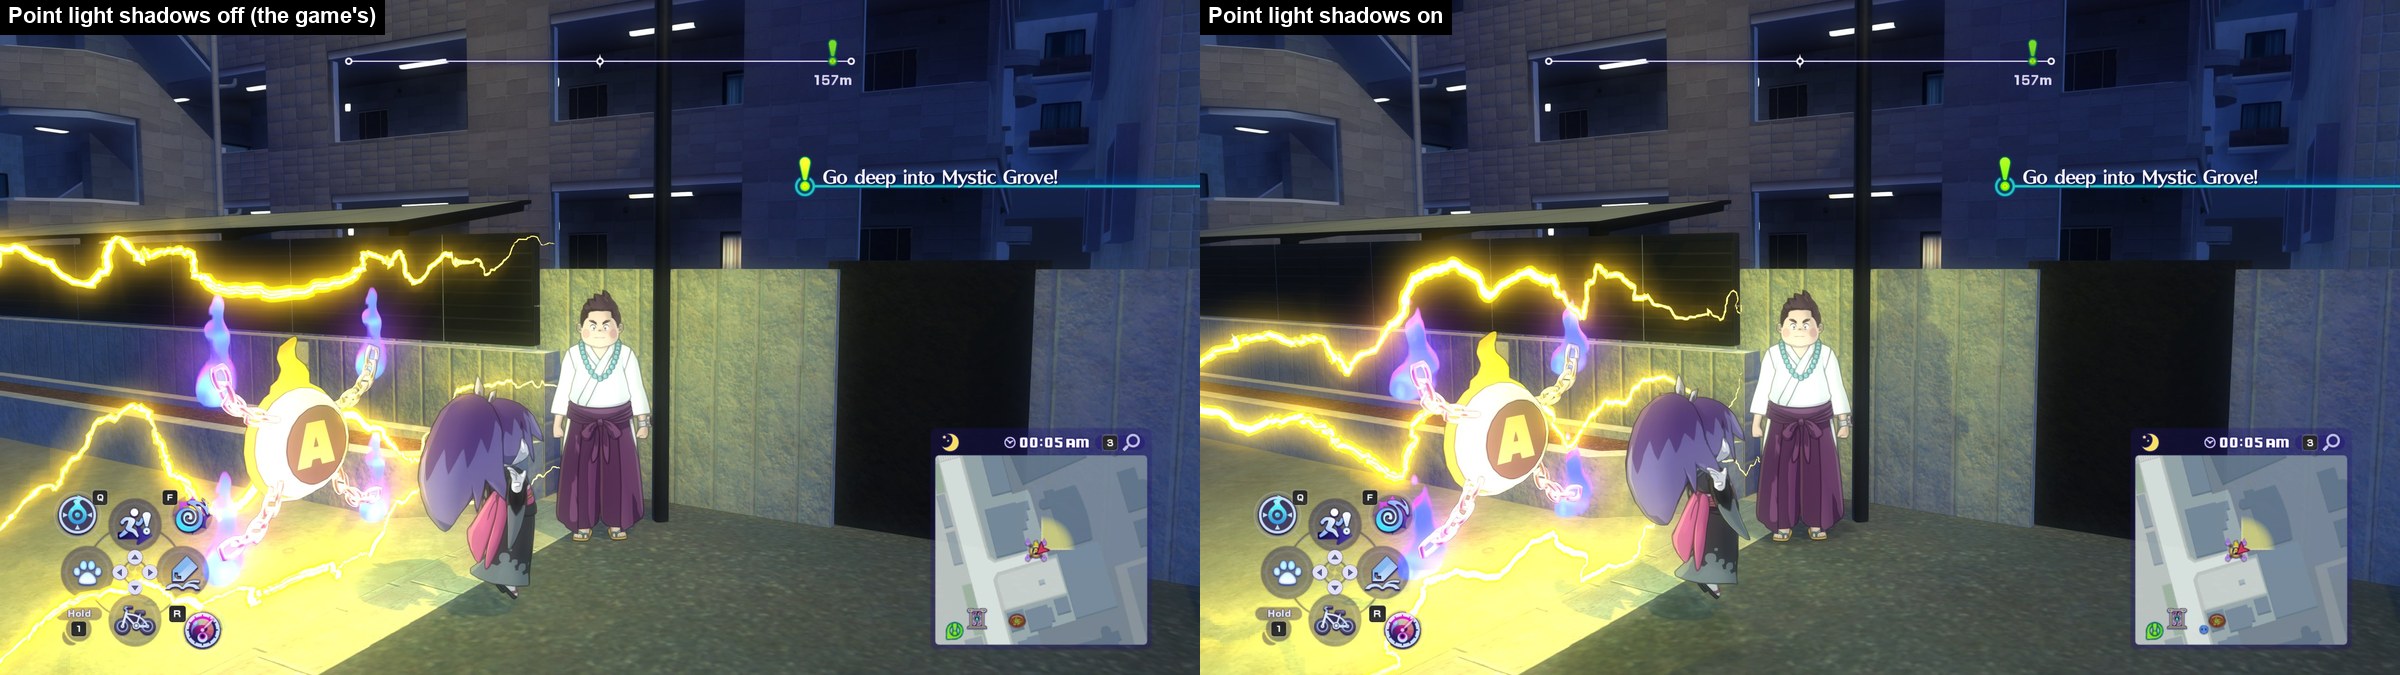 Point light shadows off (the game's)
157m
Go deep into Mystic Grove!
A
Q
F
Hold
1
R
00:05 AM
3
Point light shadows on
157m
Go deep into Mystic Grove!
A
Q
F
Hold
1
R
00:05 AM
3